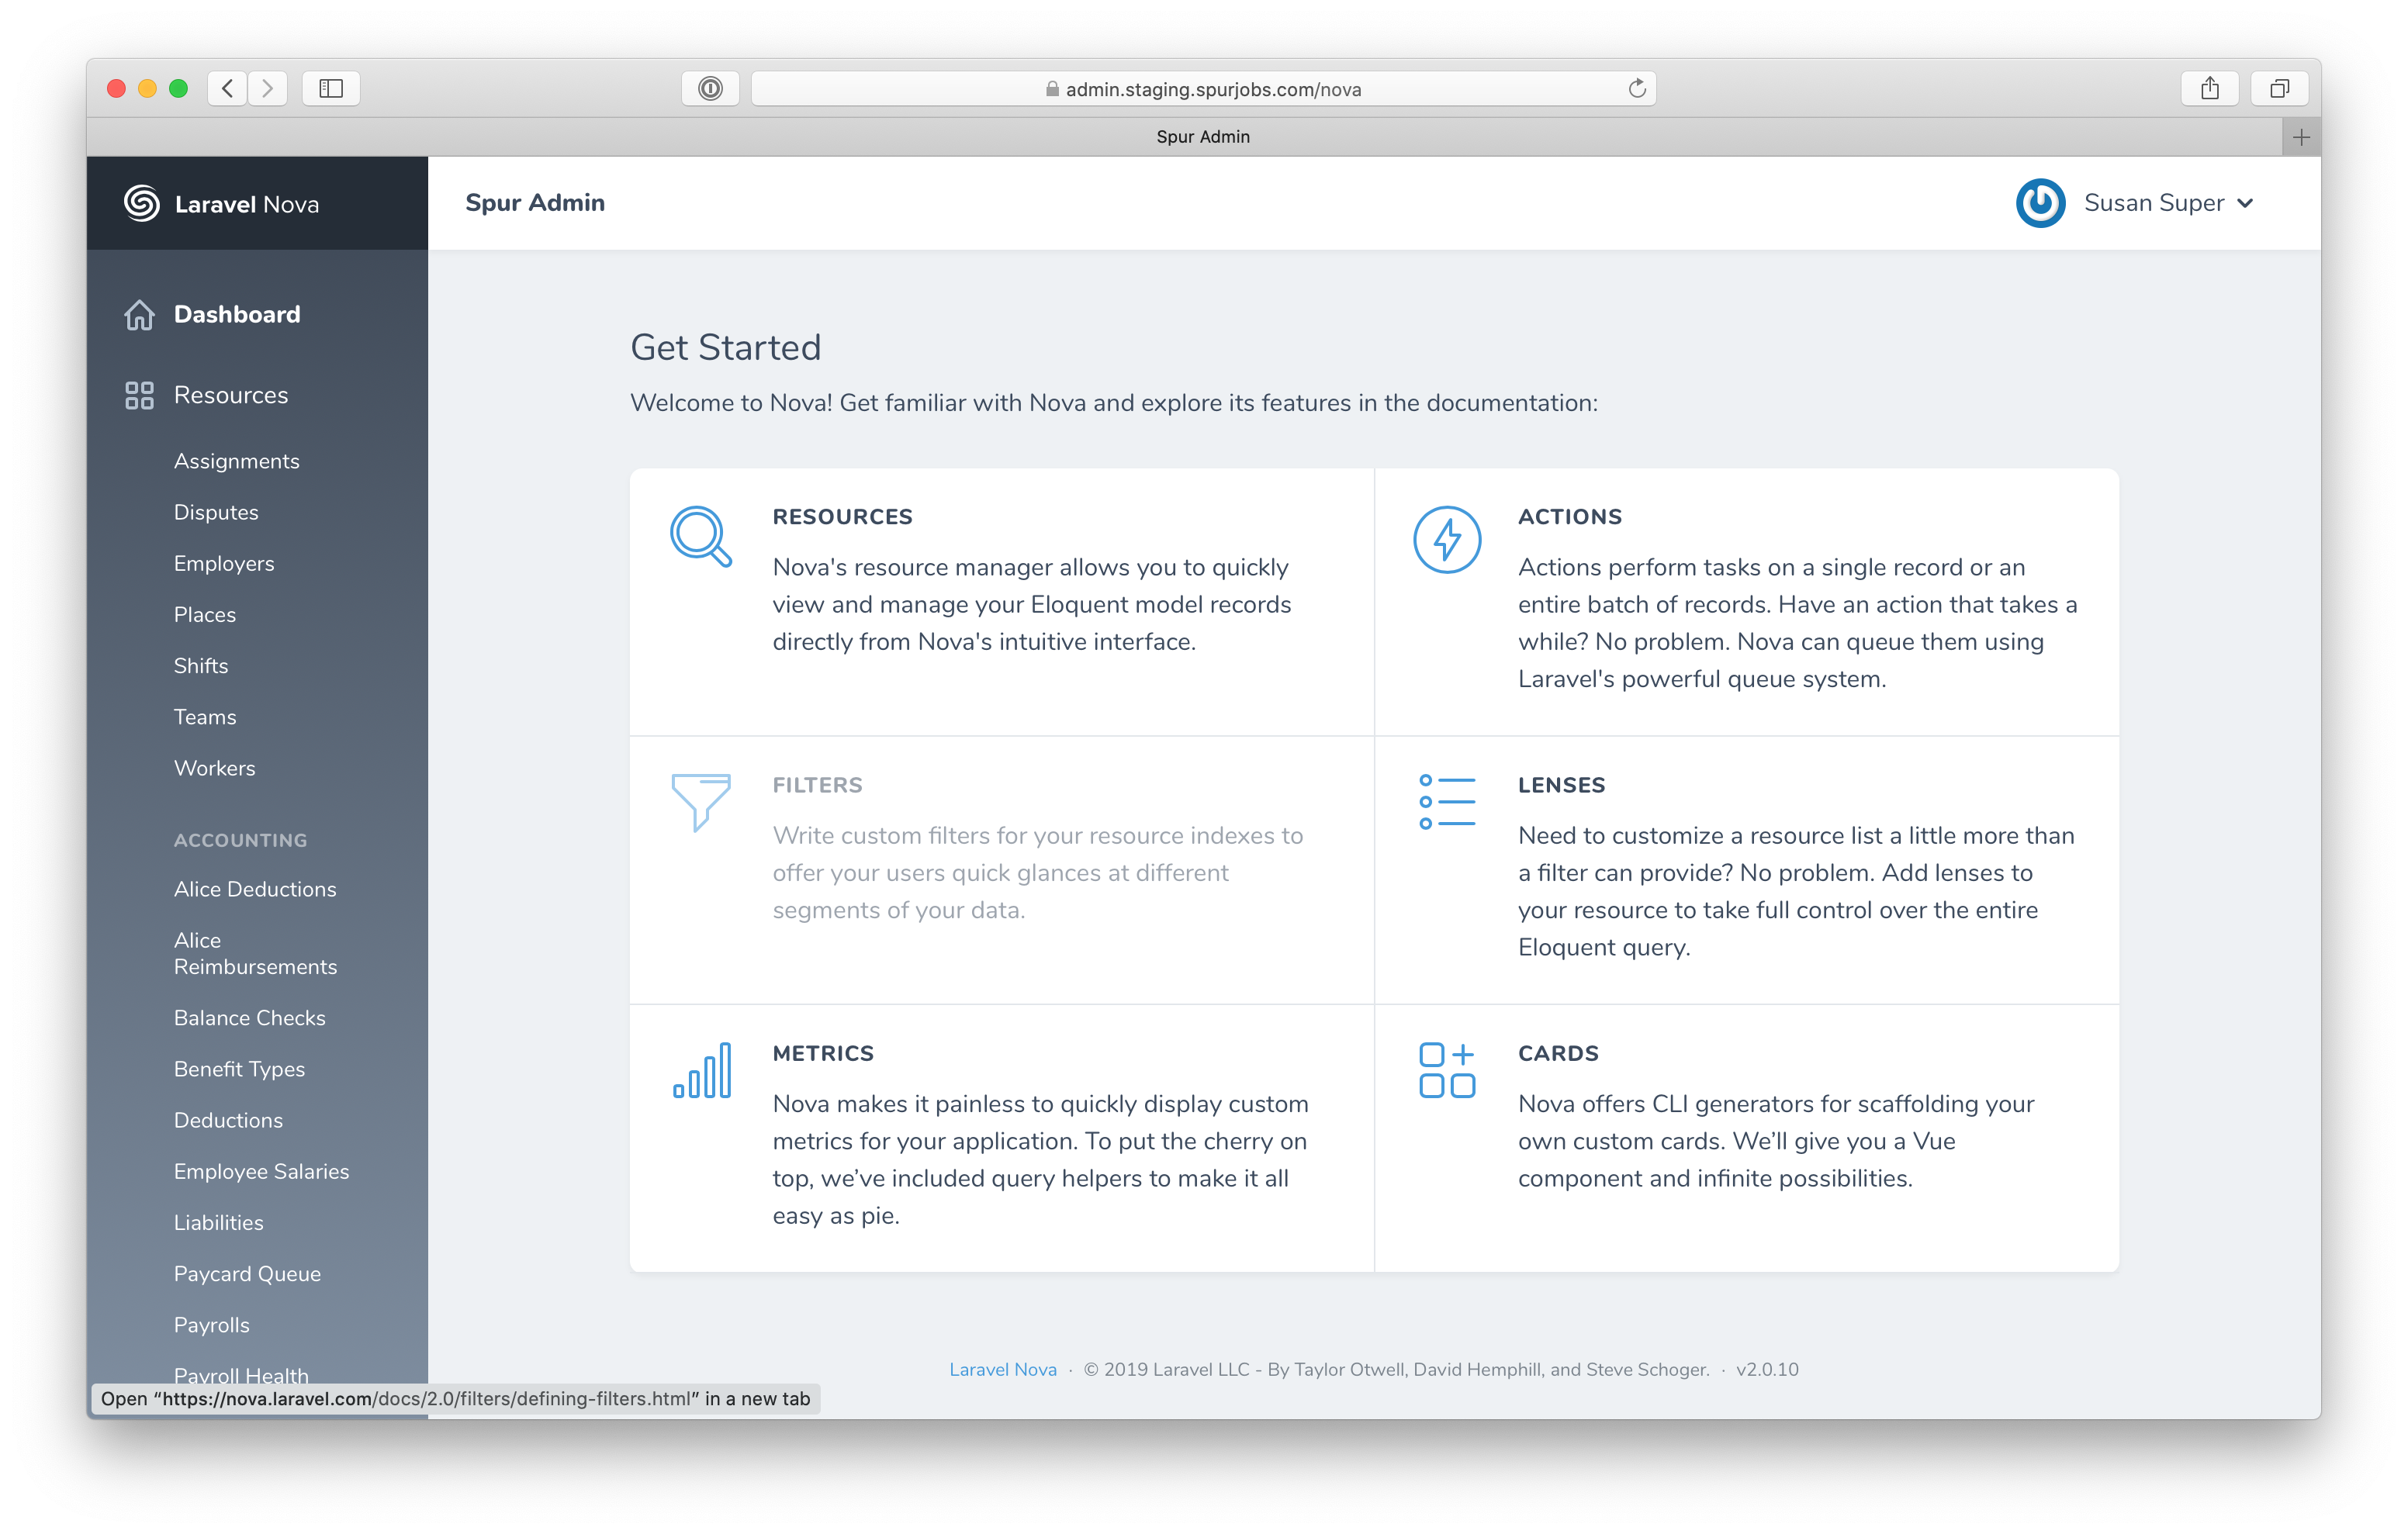 admin.staging.spurjobs.com/nova
Spur Admin
Laravel Nova
Spur Admin
Susan Super
Dashboard
Resources
Assignments
Disputes
Employers
Places
Shifts
Teams
Workers
ACCOUNTING
Alice Deductions
Alice
Reimbursements
Balance Checks
Benefit Types
Deductions
Employee Salaries
Liabilities
Paycard Queue
Payrolls
Payroll Health
Get Started
Welcome to Nova! Get familiar with Nova and explore its features in the documentation:
RESOURCES
Nova's resource manager allows you to quickly
view and manage your Eloquent model records
directly from Nova's intuitive interface.
ACTIONS
Actions perform tasks on a single record or an
entire batch of records. Have an action that takes a
while? No problem. Nova can queue them using
Laravel's powerful queue system.
FILTERS
Write custom filters for your resource indexes to
offer your users quick glances at different
segments of your data.
LENSES
Need to customize a resource list a little more than
a filter can provide? No problem. Add lenses to
your resource to take full control over the entire
Eloquent query.
METRICS
Nova makes it painless to quickly display custom
metrics for your application. To put the cherry on
top, we’ve included query helpers to make it all
easy as pie.
CARDS
Nova offers CLI generators for scaffolding your
own custom cards. We’ll give you a Vue
component and infinite possibilities.
Laravel Nova · © 2019 Laravel LLC - By Taylor Otwell, David Hemphill, and Steve Schoger. · v2.0.10
Open “https://nova.laravel.com/docs/2.0/filters/defining-filters.html” in a new tab